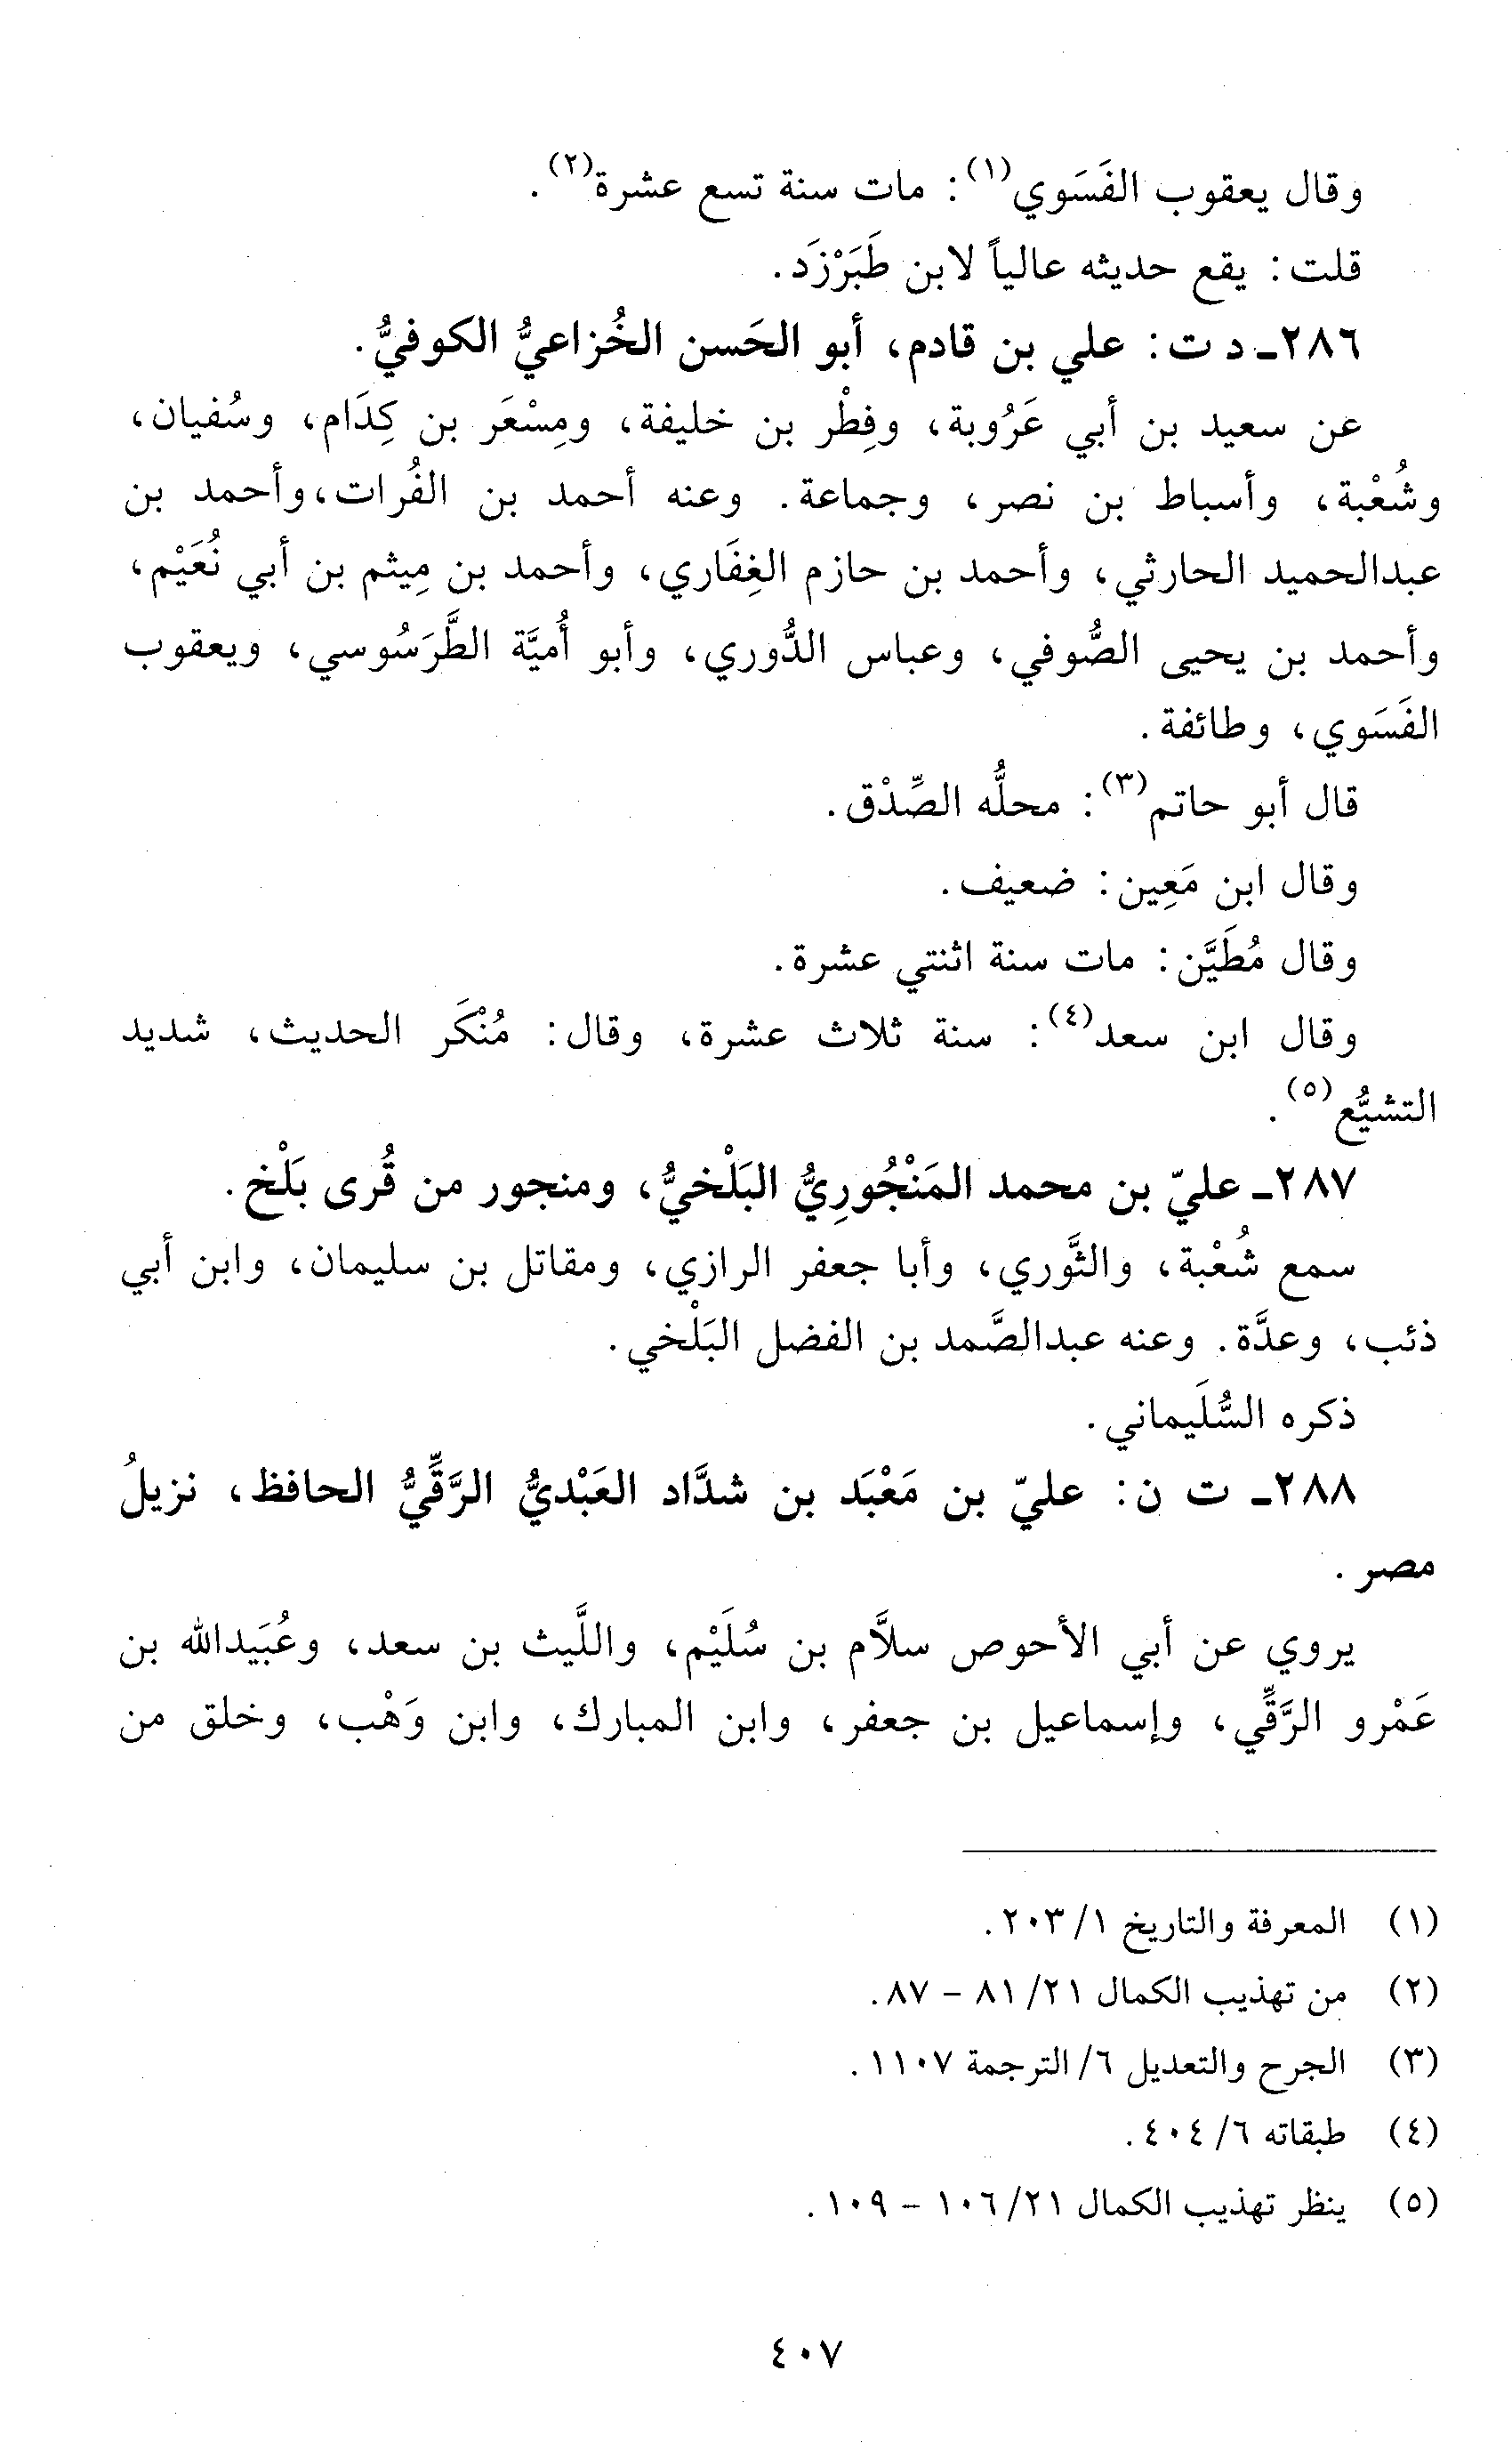 وقال يعقوب الفَسَوي(١): مات سنة تسع عشرة(٢).
قلت: يقع حديثه عالياً لابن طَبَرْزَد.
٢٨٦ـ د ت: علي بن قادم، أبو الحَسن الخُزاعيُّ الكوفيُّ.
عن سعيد بن أبي عَرُوبة، وفِطْر بن خليفة، ومِسْعَر بن كِدَام، وسُفيان،
وشُعْبة، وأسباط بن نصر، وجماعة. وعنه أحمد بن الفُرات، وأحمد بن
عبدالحميد الحارثي، وأحمد بن حازم الغِفَاري، وأحمد بن مِيثم بن أبي نُعَيْم،
وأحمد بن يحيى الصُّوفي، وعباس الدُّوري، وأبو أُميَّة الطَّرَسُوسي، ويعقوب
الفَسَوي، وطائفة.
قال أبو حاتم(٣): محلُّه الصِّدْق.
وقال ابن مَعِين: ضعيف.
وقال مُطَيَّن: مات سنة اثنتي عشرة.
وقال ابن سعد(٤): سنة ثلاث عشرة، وقال: مُنْكَر الحديث، شديد
التشيُّع(٥).
٢٨٧ـ عليّ بن محمد المَنْجُورِيُّ البَلْخيُّ، ومنجور من قُرى بَلْخ.
سمع شُعْبة، والثَّوري، وأبا جعفر الرازي، ومقاتل بن سليمان، وابن أبي
ذئب، وعدَّة. وعنه عبدالصَّمد بن الفضل البَلْخي.
ذكره السُّلَيماني.
٢٨٨ـ ت ن: عليّ بن مَعْبَد بن شدَّاد العَبْديُّ الرَّقِّيُّ الحافظ، نزيلُ
مصر.
يروي عن أبي الأحوص سلاَّم بن سُلَيْم، واللَّيث بن سعد، وعُبَيدالله بن
عَمْرو الرَّقِّي، وإسماعيل بن جعفر، وابن المبارك، وابن وَهْب، وخلق من
(١) المعرفة والتاريخ ١/ ٢٠٣.
(٢) من تهذيب الكمال ٢١/ ٨١ - ٨٧.
(٣) الجرح والتعديل ٦/ الترجمة ١١٠٧.
(٤) طبقاته ٦/ ٤٠٤.
(٥) ينظر تهذيب الكمال ٢١/ ١٠٦ - ١٠٩.
٤٠٧